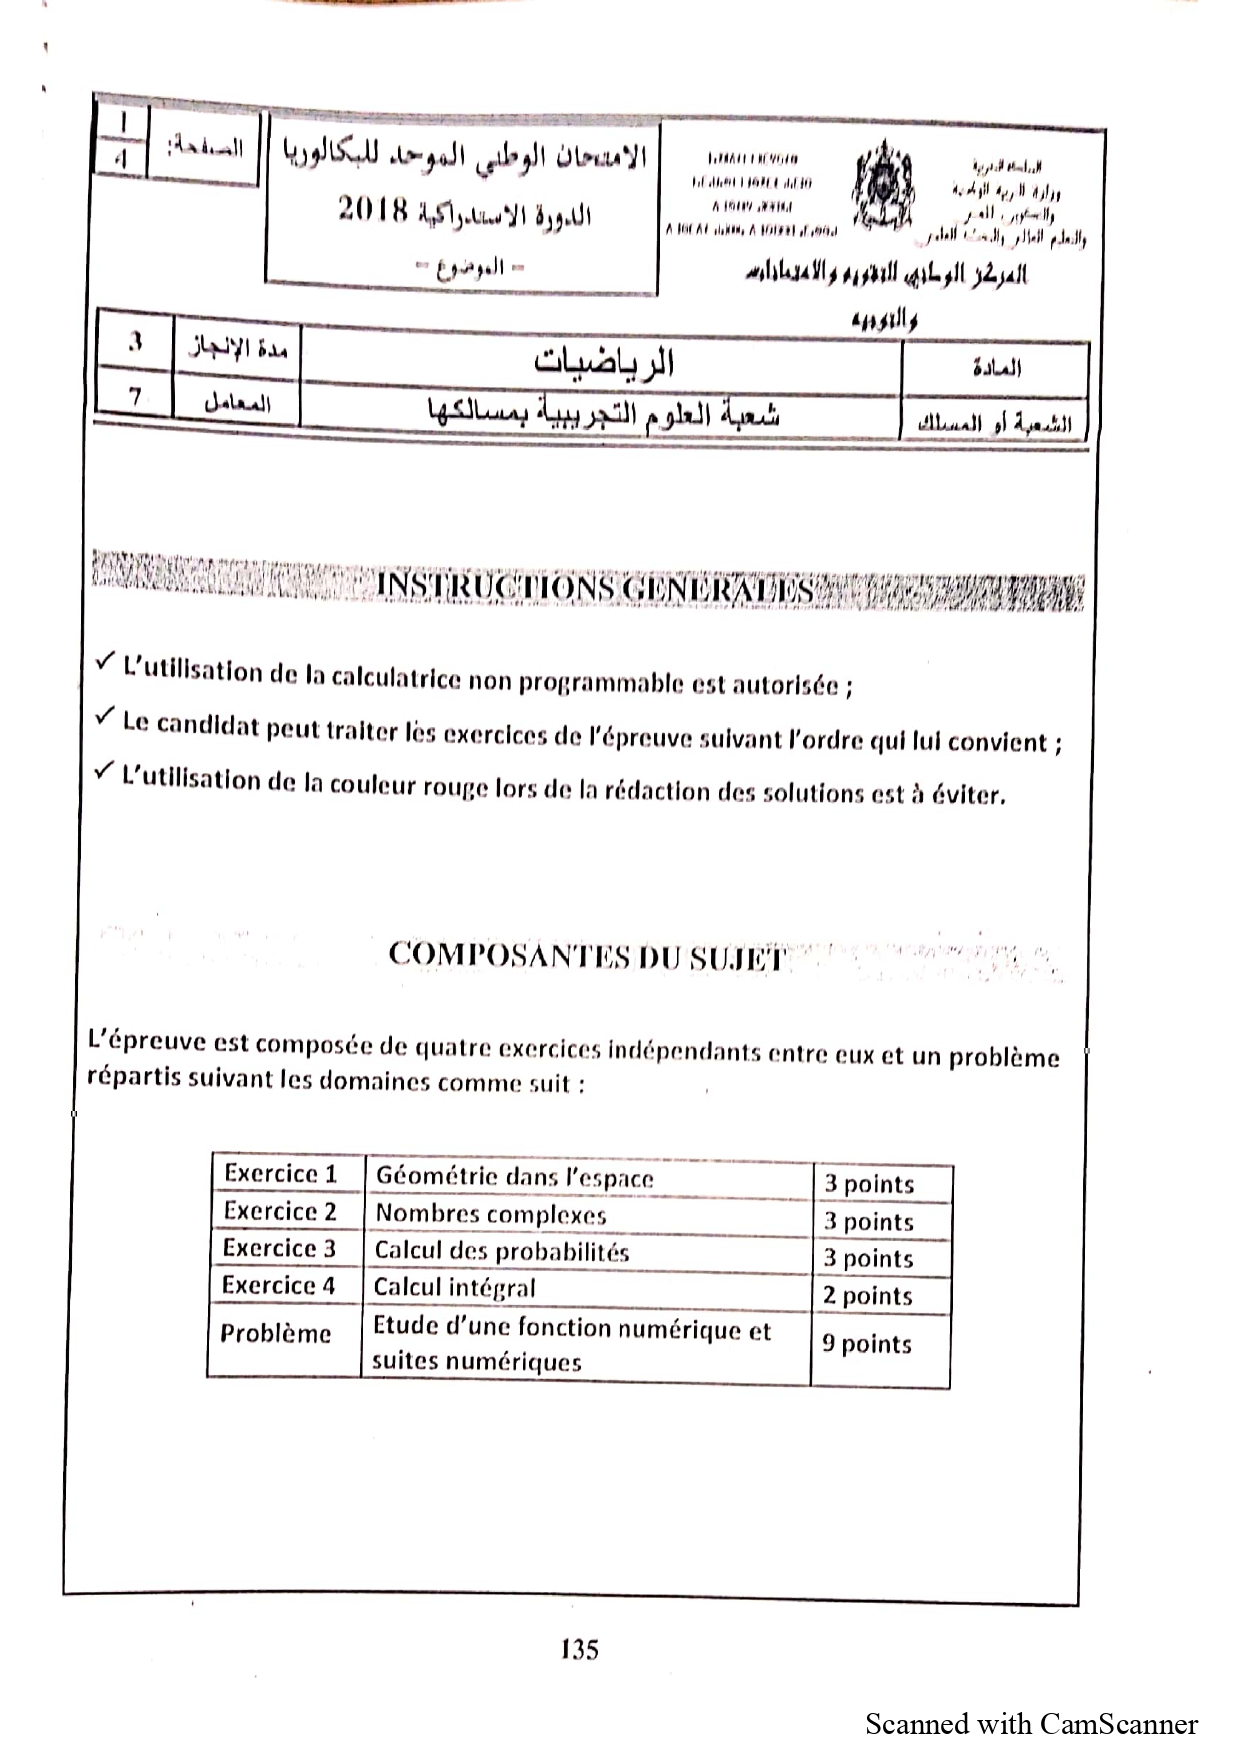 الصفحة:
1
4
الامتحان الوطني الموحد للبكالوريا
الدورة الاستدراكية 2018
- الموضوع -
المملكة المغربية
وزارة التربية الوطنية
والتعليم العالي والبحث العلمي
المركز الوطني للتقويم والامتحانات
والتوجيه
المادة
الرياضيات
مدة الإنجاز
3
الشعبة أو المسلك
شعبة العلوم التجريبية بمسالكها
المعامل
7
INSTRUCTIONS GENERALES
✓ L'utilisation de la calculatrice non programmable est autorisée ;
✓ Le candidat peut traiter les exercices de l'épreuve suivant l'ordre qui lui convient ;
✓ L'utilisation de la couleur rouge lors de la rédaction des solutions est à éviter.
COMPOSANTES DU SUJET
L'épreuve est composée de quatre exercices indépendants entre eux et un problème
répartis suivant les domaines comme suit :
Exercice 1 Géométrie dans l'espace 3 points
Exercice 2 Nombres complexes 3 points
Exercice 3 Calcul des probabilités 3 points
Exercice 4 Calcul intégral 2 points
Problème Etude d'une fonction numérique et
suites numériques 9 points
135
Scanned with CamScanner